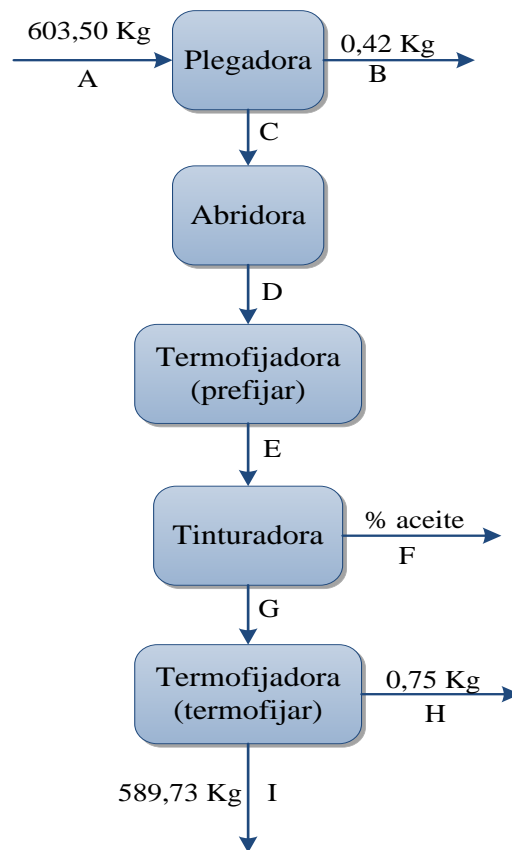 603,50 Kg
A
Plegadora
0,42 Kg
B
C
Abridora
D
Termofijadora
(prefijar)
E
Tinturadora
% aceite
F
G
Termofijadora
(termofijar)
0,75 Kg
H
589,73 Kg I